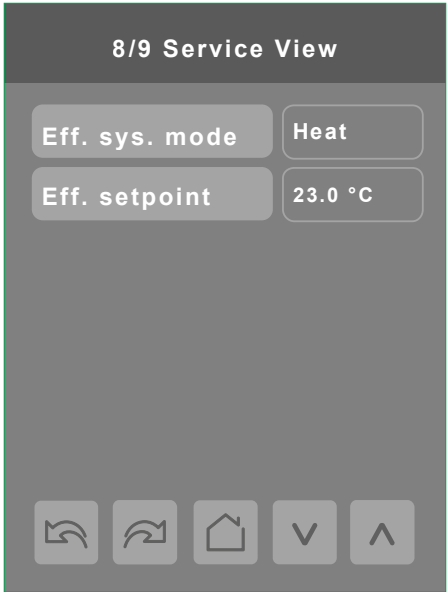 8/9 Service View
Eff. sys. mode
Heat
Eff. setpoint
23.0 °C